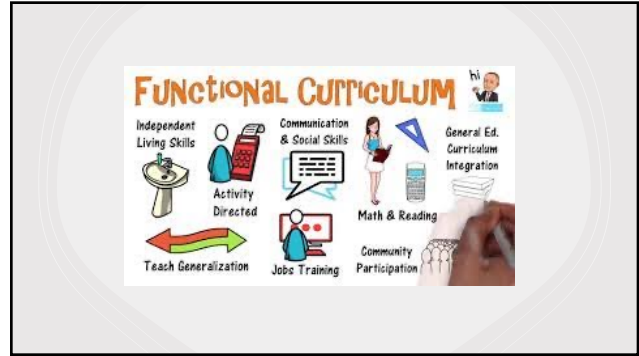 FUNCTIONAL CURRICULUM
hi
Independent
Living Skills
Activity
Directed
Communication
& Social Skills
Math & Reading
General Ed.
Curriculum
Integration
Teach Generalization
Jobs Training
Community
Participation